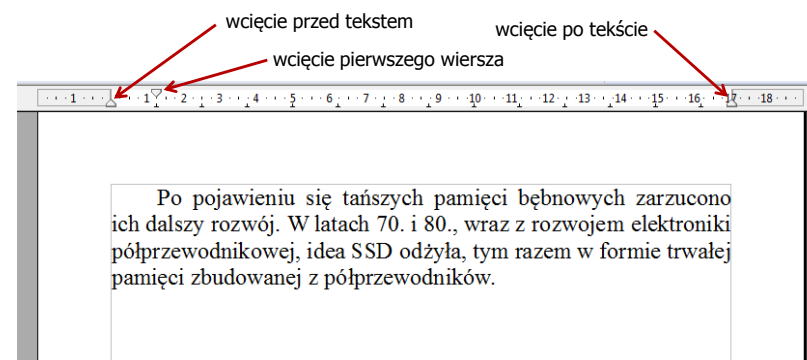 wcięcie przed tekstem
wcięcie po tekście
wcięcie pierwszego wiersza
1 1 2 3 4 5 6 7 8 9 10 11 12 13 14 15 16 17 18
Po pojawieniu się tańszych pamięci bębnowych zarzucono
ich dalszy rozwój. W latach 70. i 80., wraz z rozwojem elektroniki
półprzewodnikowej, idea SSD odżyła, tym razem w formie trwałej
pamięci zbudowanej z półprzewodników.